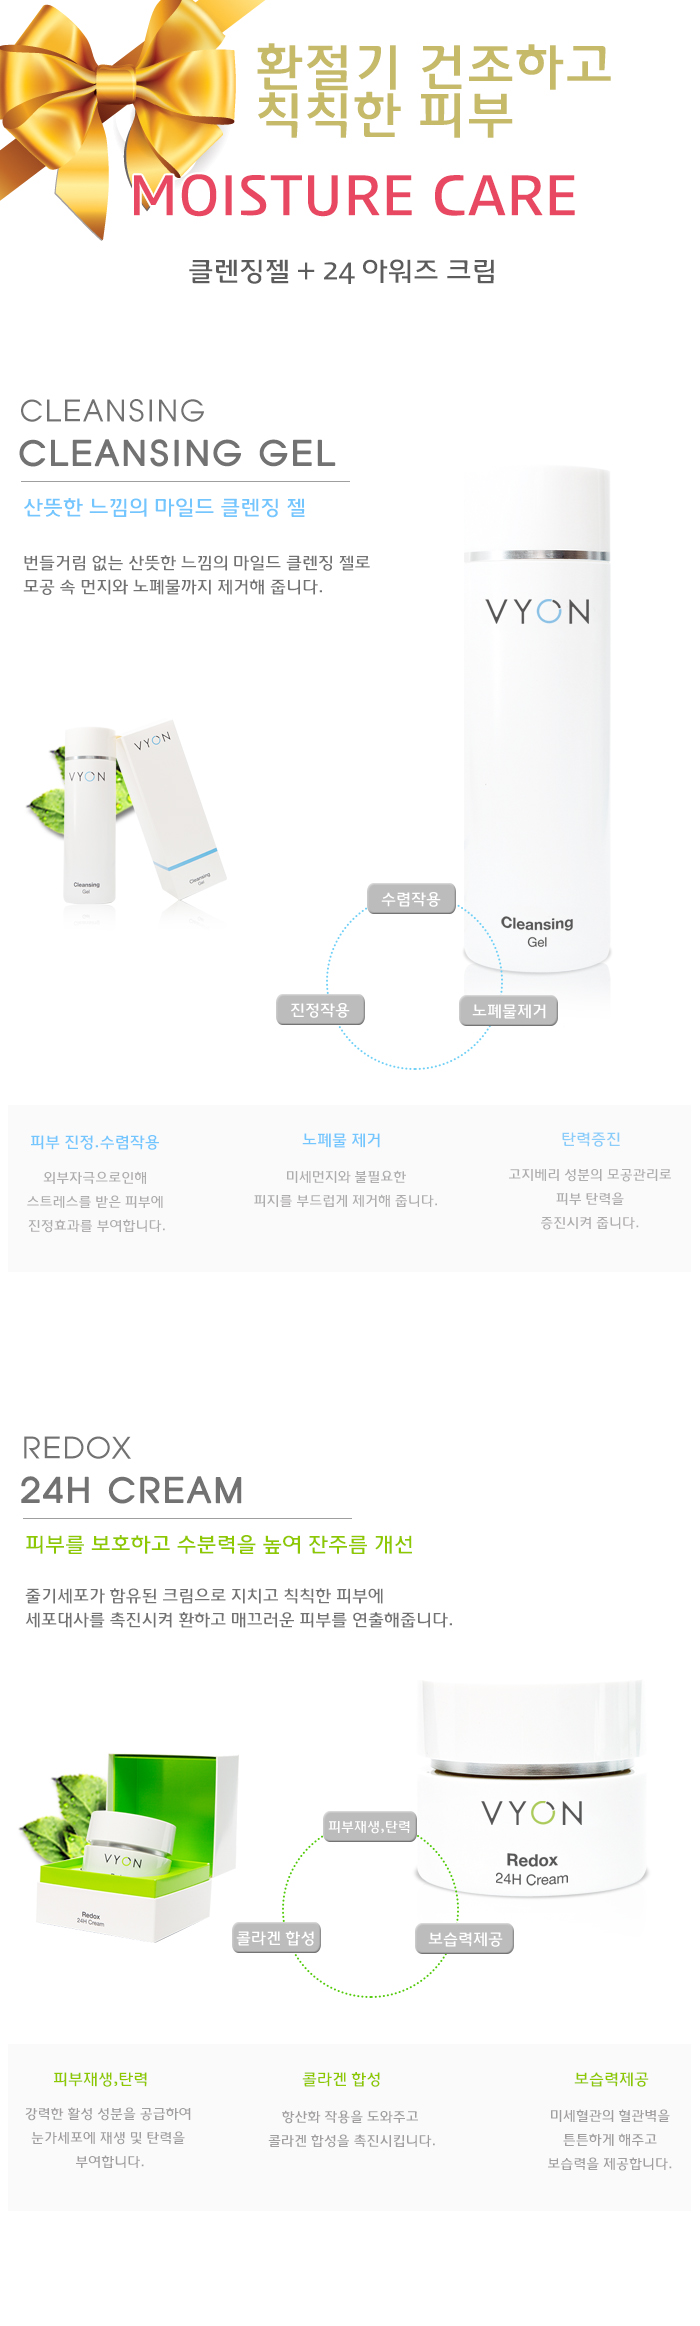 환절기 건조하고
칙칙한 피부
MOISTURE CARE
클렌징젤 + 24 아워즈 크림
CLEANSING
CLEANSING GEL
산뜻한 느낌의 마일드 클렌징 젤
번들거림 없는 산뜻한 느낌의 마일드 클렌징 젤로
모공 속 먼지와 노폐물까지 제거해 줍니다.
VYON
Cleansing
Gel
VYON
Cleansing
Gel
VYON
Cleansing
Gel
수렴작용
진정작용
노폐물제거
피부 진정.수렴작용
외부자극으로인해
스트레스를 받은 피부에
진정효과를 부여합니다.
노폐물 제거
미세먼지와 불필요한
피지를 부드럽게 제거해 줍니다.
탄력증진
고지베리 성분의 모공관리로
피부 탄력을
증진시켜 줍니다.
REDOX
24H CREAM
피부를 보호하고 수분력을 높여 잔주름 개선
줄기세포가 함유된 크림으로 지치고 칙칙한 피부에
세포대사를 촉진시켜 환하고 매끄러운 피부를 연출해줍니다.
VYON
Redox
24H Cream
VYON
Redox
24H Cream
피부재생,탄력
콜라겐 합성
보습력제공
피부재생,탄력
강력한 활성 성분을 공급하여
눈가세포에 재생 및 탄력을
부여합니다.
콜라겐 합성
항산화 작용을 도와주고
콜라겐 합성을 촉진시킵니다.
보습력제공
미세혈관의 혈관벽을
튼튼하게 해주고
보습력을 제공합니다.